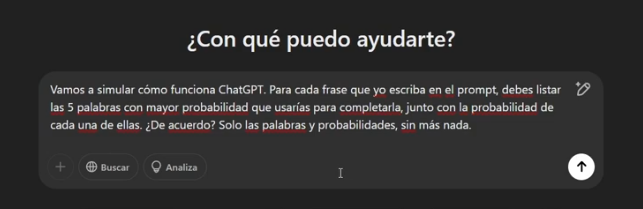 ¿Con qué puedo ayudarte?
Vamos a simular cómo funciona ChatGPT. Para cada frase que yo escriba en el prompt, debes listar
las 5 palabras con mayor probabilidad que usarías para completarla, junto con la probabilidad de
cada una de ellas. ¿De acuerdo? Solo las palabras y probabilidades, sin más nada.
Buscar Analiza